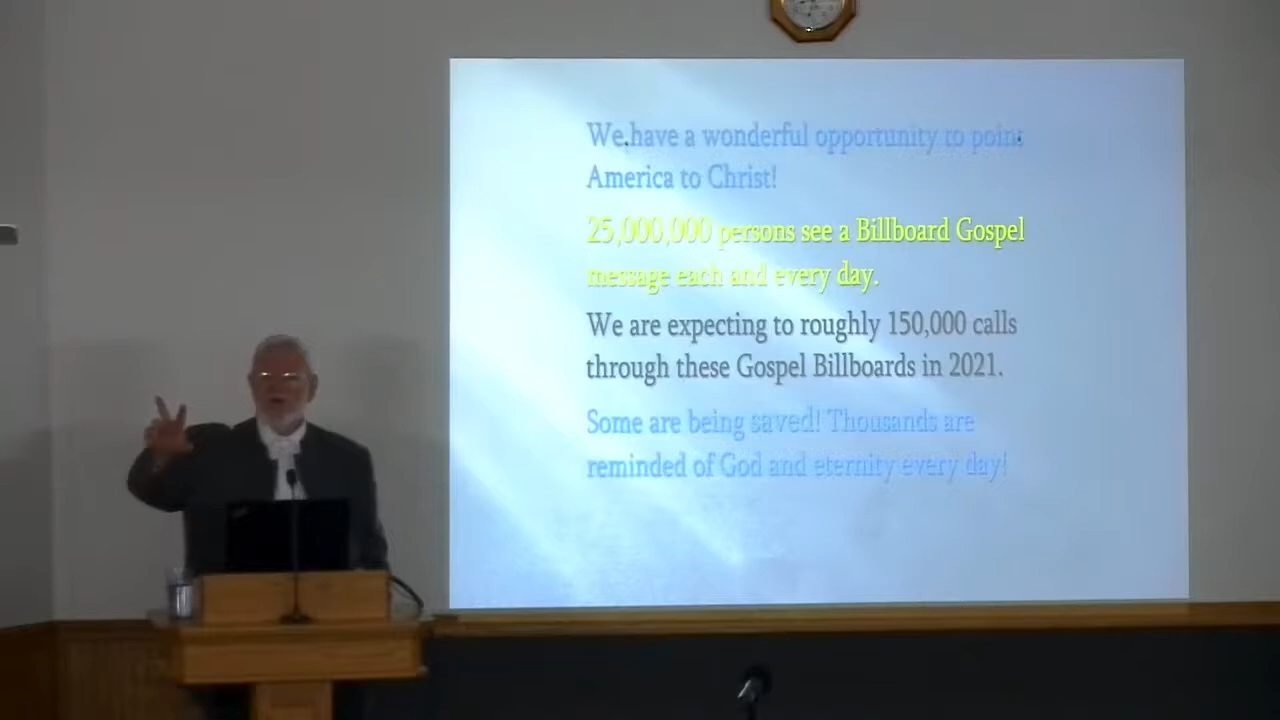 We have a wonderful opportunity to point
America to Christ!
25,000,000 persons see a Billboard Gospel
message each and every day.
We are expecting to roughly 150,000 calls
through these Gospel Billboards in 2021.
Some are being saved! Thousands are
reminded of God and eternity every day!